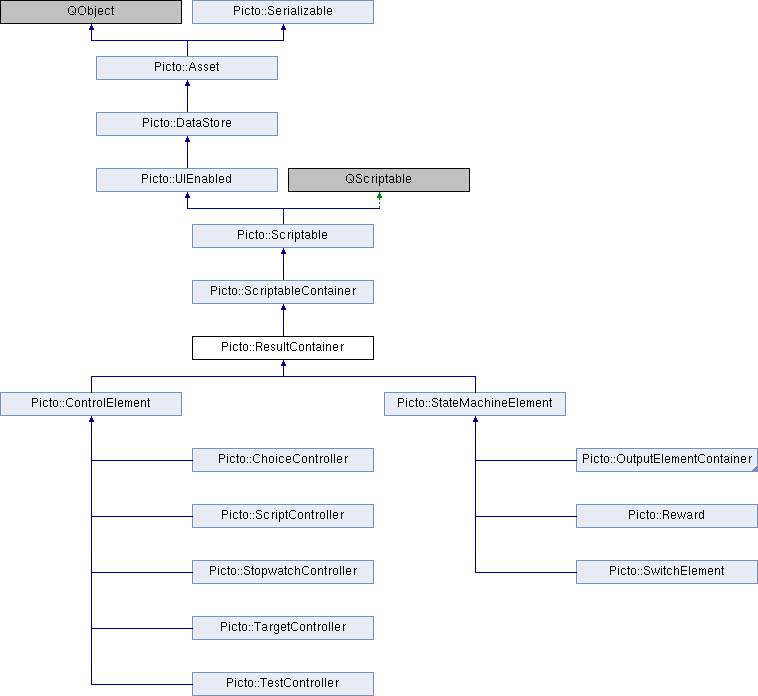 QObject
Picto::Serializable
Picto::Asset
Picto::DataStore
Picto::UIEnabled
QScriptable
Picto::Scriptable
Picto::ScriptableContainer
Picto::ResultContainer
Picto::ControlElement
Picto::StateMachineElement
Picto::ChoiceController
Picto::OutputElementContainer
Picto::ScriptController
Picto::Reward
Picto::StopwatchController
Picto::SwitchElement
Picto::TargetController
Picto::TestController